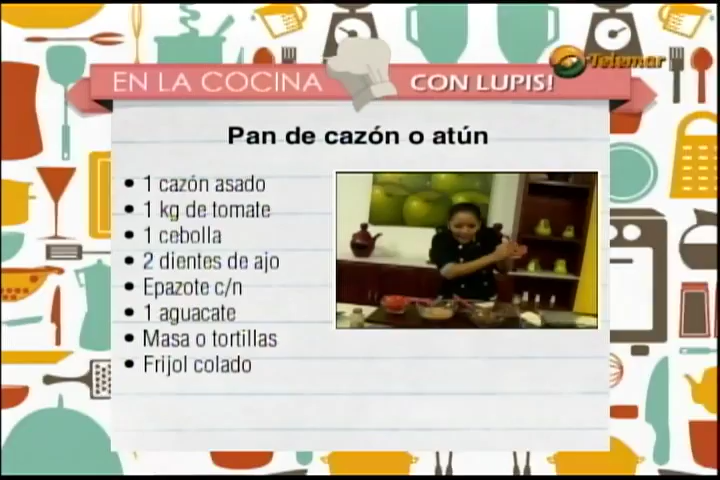 Telemar
EN LA COCINA CON LUPIS!
Pan de cazón o atún
• 1 cazón asado
• 1 kg de tomate
• 1 cebolla
• 2 dientes de ajo
• Epazote c/n
• 1 aguacate
• Masa o tortillas
• Frijol colado